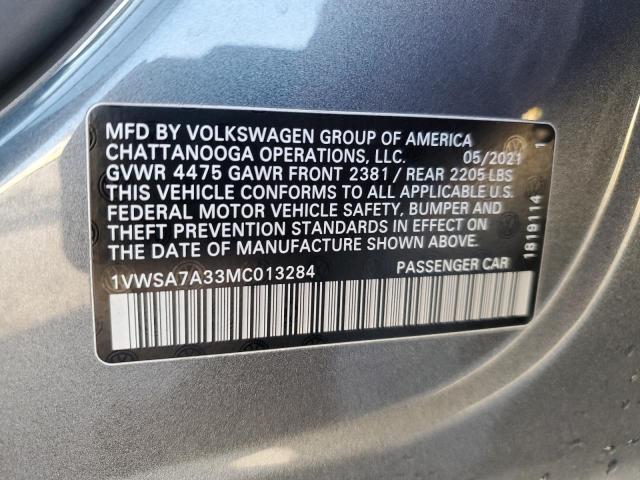 MFD BY VOLKSWAGEN GROUP OF AMERICA
CHATTANOOGA OPERATIONS, LLC. 05/2021
GVWR 4475 GAWR FRONT 2381 / REAR 2205 LBS
THIS VEHICLE CONFORMS TO ALL APPLICABLE U.S.
FEDERAL MOTOR VEHICLE SAFETY, BUMPER AND
THEFT PREVENTION STANDARDS IN EFFECT ON
THE DATE OF MANUFACTURE SHOWN ABOVE.
1VWSA7A33MC013284 PASSENGER CAR
1819114 1